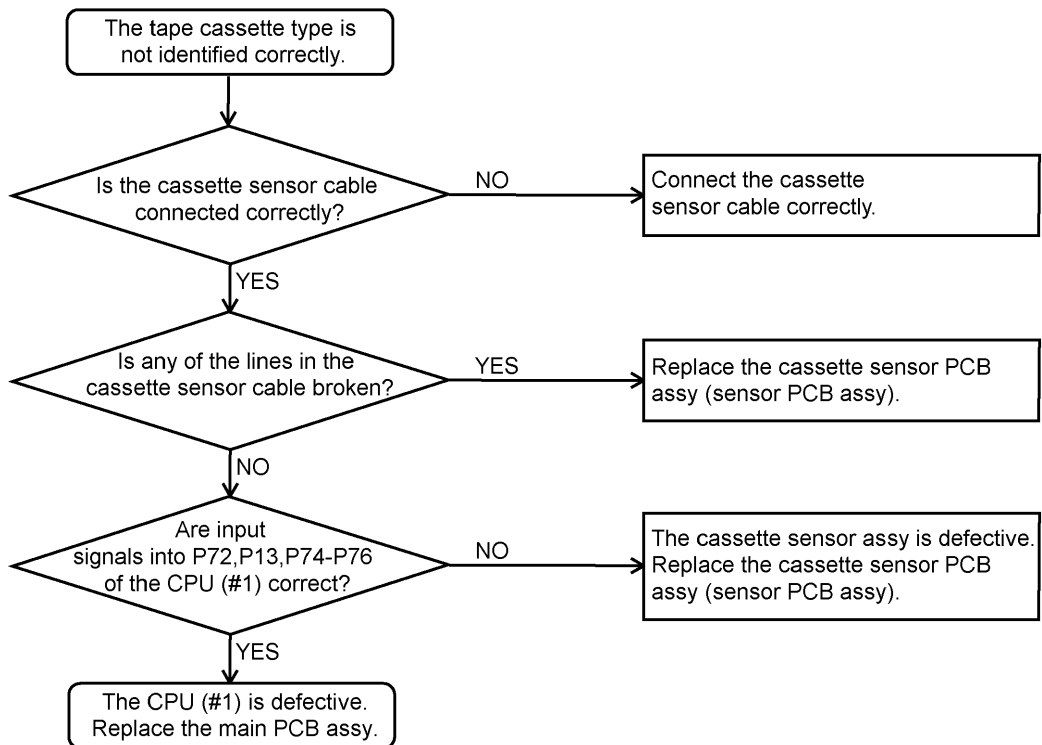 The tape cassette type is
not identified correctly.
Is the cassette sensor cable
connected correctly?
NO
Connect the cassette
sensor cable correctly.
YES
Is any of the lines in the
cassette sensor cable broken?
YES
Replace the cassette sensor PCB
assy (sensor PCB assy).
NO
Are input
signals into P72,P13,P74-P76
of the CPU (#1) correct?
NO
The cassette sensor assy is defective.
Replace the cassette sensor PCB
assy (sensor PCB assy).
YES
The CPU (#1) is defective.
Replace the main PCB assy.